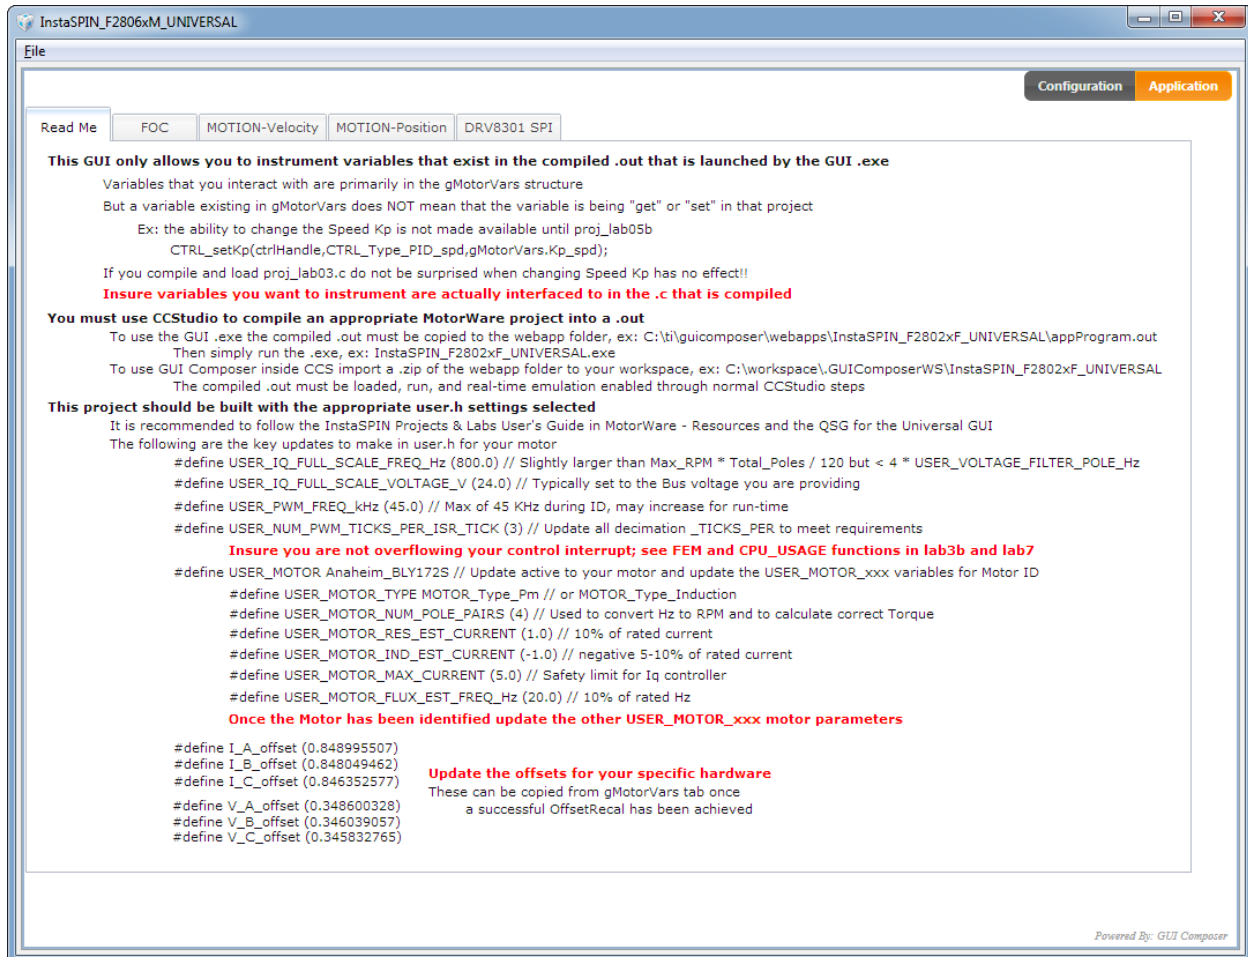 InstaSPIN_F2806xM_UNIVERSAL
File
Configuration Application
Read Me FOC MOTION-Velocity MOTION-Position DRV8301 SPI
This GUI only allows you to instrument variables that exist in the compiled .out that is launched by the GUI .exe
Variables that you interact with are primarily in the gMotorVars structure
But a variable existing in gMotorVars does NOT mean that the variable is being "get" or "set" in that project
Ex: the ability to change the Speed Kp is not made available until proj_lab05b
CTRL_setKp(ctrlHandle,CTRL_Type_PID_spd,gMotorVars.Kp_spd);
If you compile and load proj_lab03.c do not be surprised when changing Speed Kp has no effect!!
Insure variables you want to instrument are actually interfaced to in the .c that is compiled
You must use CCStudio to compile an appropriate MotorWare project into a .out
To use the GUI .exe the compiled .out must be copied to the webapp folder, ex: C:\ti\guicomposer\webapps\InstaSPIN_F2802xF_UNIVERSAL\appProgram.out
Then simply run the .exe, ex: InstaSPIN_F2802xF_UNIVERSAL.exe
To use GUI Composer inside CCS import a .zip of the webapp folder to your workspace, ex: C:\workspace\.GUIComposerWS\InstaSPIN_F2802xF_UNIVERSAL
The compiled .out must be loaded, run, and real-time emulation enabled through normal CCStudio steps
This project should be built with the appropriate user.h settings selected
It is recommended to follow the InstaSPIN Projects & Labs User's Guide in MotorWare - Resources and the QSG for the Universal GUI
The following are the key updates to make in user.h for your motor
#define USER_IQ_FULL_SCALE_FREQ_Hz (800.0) // Slightly larger than Max_RPM * Total_Poles / 120 but < 4 * USER_VOLTAGE_FILTER_POLE_Hz
#define USER_IQ_FULL_SCALE_VOLTAGE_V (24.0) // Typically set to the Bus voltage you are providing
#define USER_PWM_FREQ_kHz (45.0) // Max of 45 KHz during ID, may increase for run-time
#define USER_NUM_PWM_TICKS_PER_ISR_TICK (3) // Update all decimation _TICKS_PER to meet requirements
Insure you are not overflowing your control interrupt; see FEM and CPU_USAGE functions in lab3b and lab7
#define USER_MOTOR Anaheim_BLY172S // Update active to your motor and update the USER_MOTOR_xxx variables for Motor ID
#define USER_MOTOR_TYPE MOTOR_Type_Pm // or MOTOR_Type_Induction
#define USER_MOTOR_NUM_POLE_PAIRS (4) // Used to convert Hz to RPM and to calculate correct Torque
#define USER_MOTOR_RES_EST_CURRENT (1.0) // 10% of rated current
#define USER_MOTOR_IND_EST_CURRENT (-1.0) // negative 5-10% of rated current
#define USER_MOTOR_MAX_CURRENT (5.0) // Safety limit for Iq controller
#define USER_MOTOR_FLUX_EST_FREQ_Hz (20.0) // 10% of rated Hz
Once the Motor has been identified update the other USER_MOTOR_xxx motor parameters
#define I_A_offset (0.848995507)
#define I_B_offset (0.848049462)
#define I_C_offset (0.846352577)
#define V_A_offset (0.348600328)
#define V_B_offset (0.346039057)
#define V_C_offset (0.345832765)
Update the offsets for your specific hardware
These can be copied from gMotorVars tab once
a successful OffsetRecal has been achieved
Powered By: GUI Composer